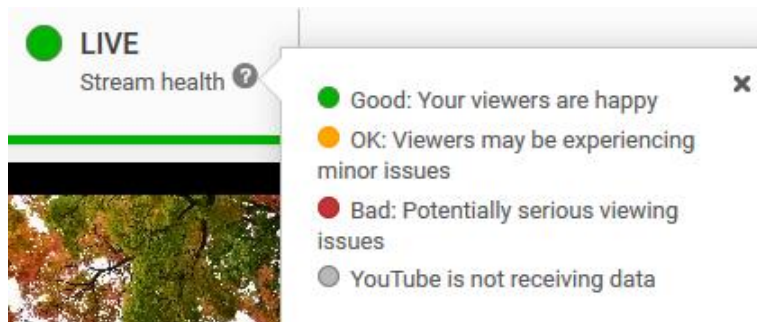 LIVE
Stream health ?
Good: Your viewers are happy
OK: Viewers may be experiencing
minor issues
Bad: Potentially serious viewing
issues
YouTube is not receiving data